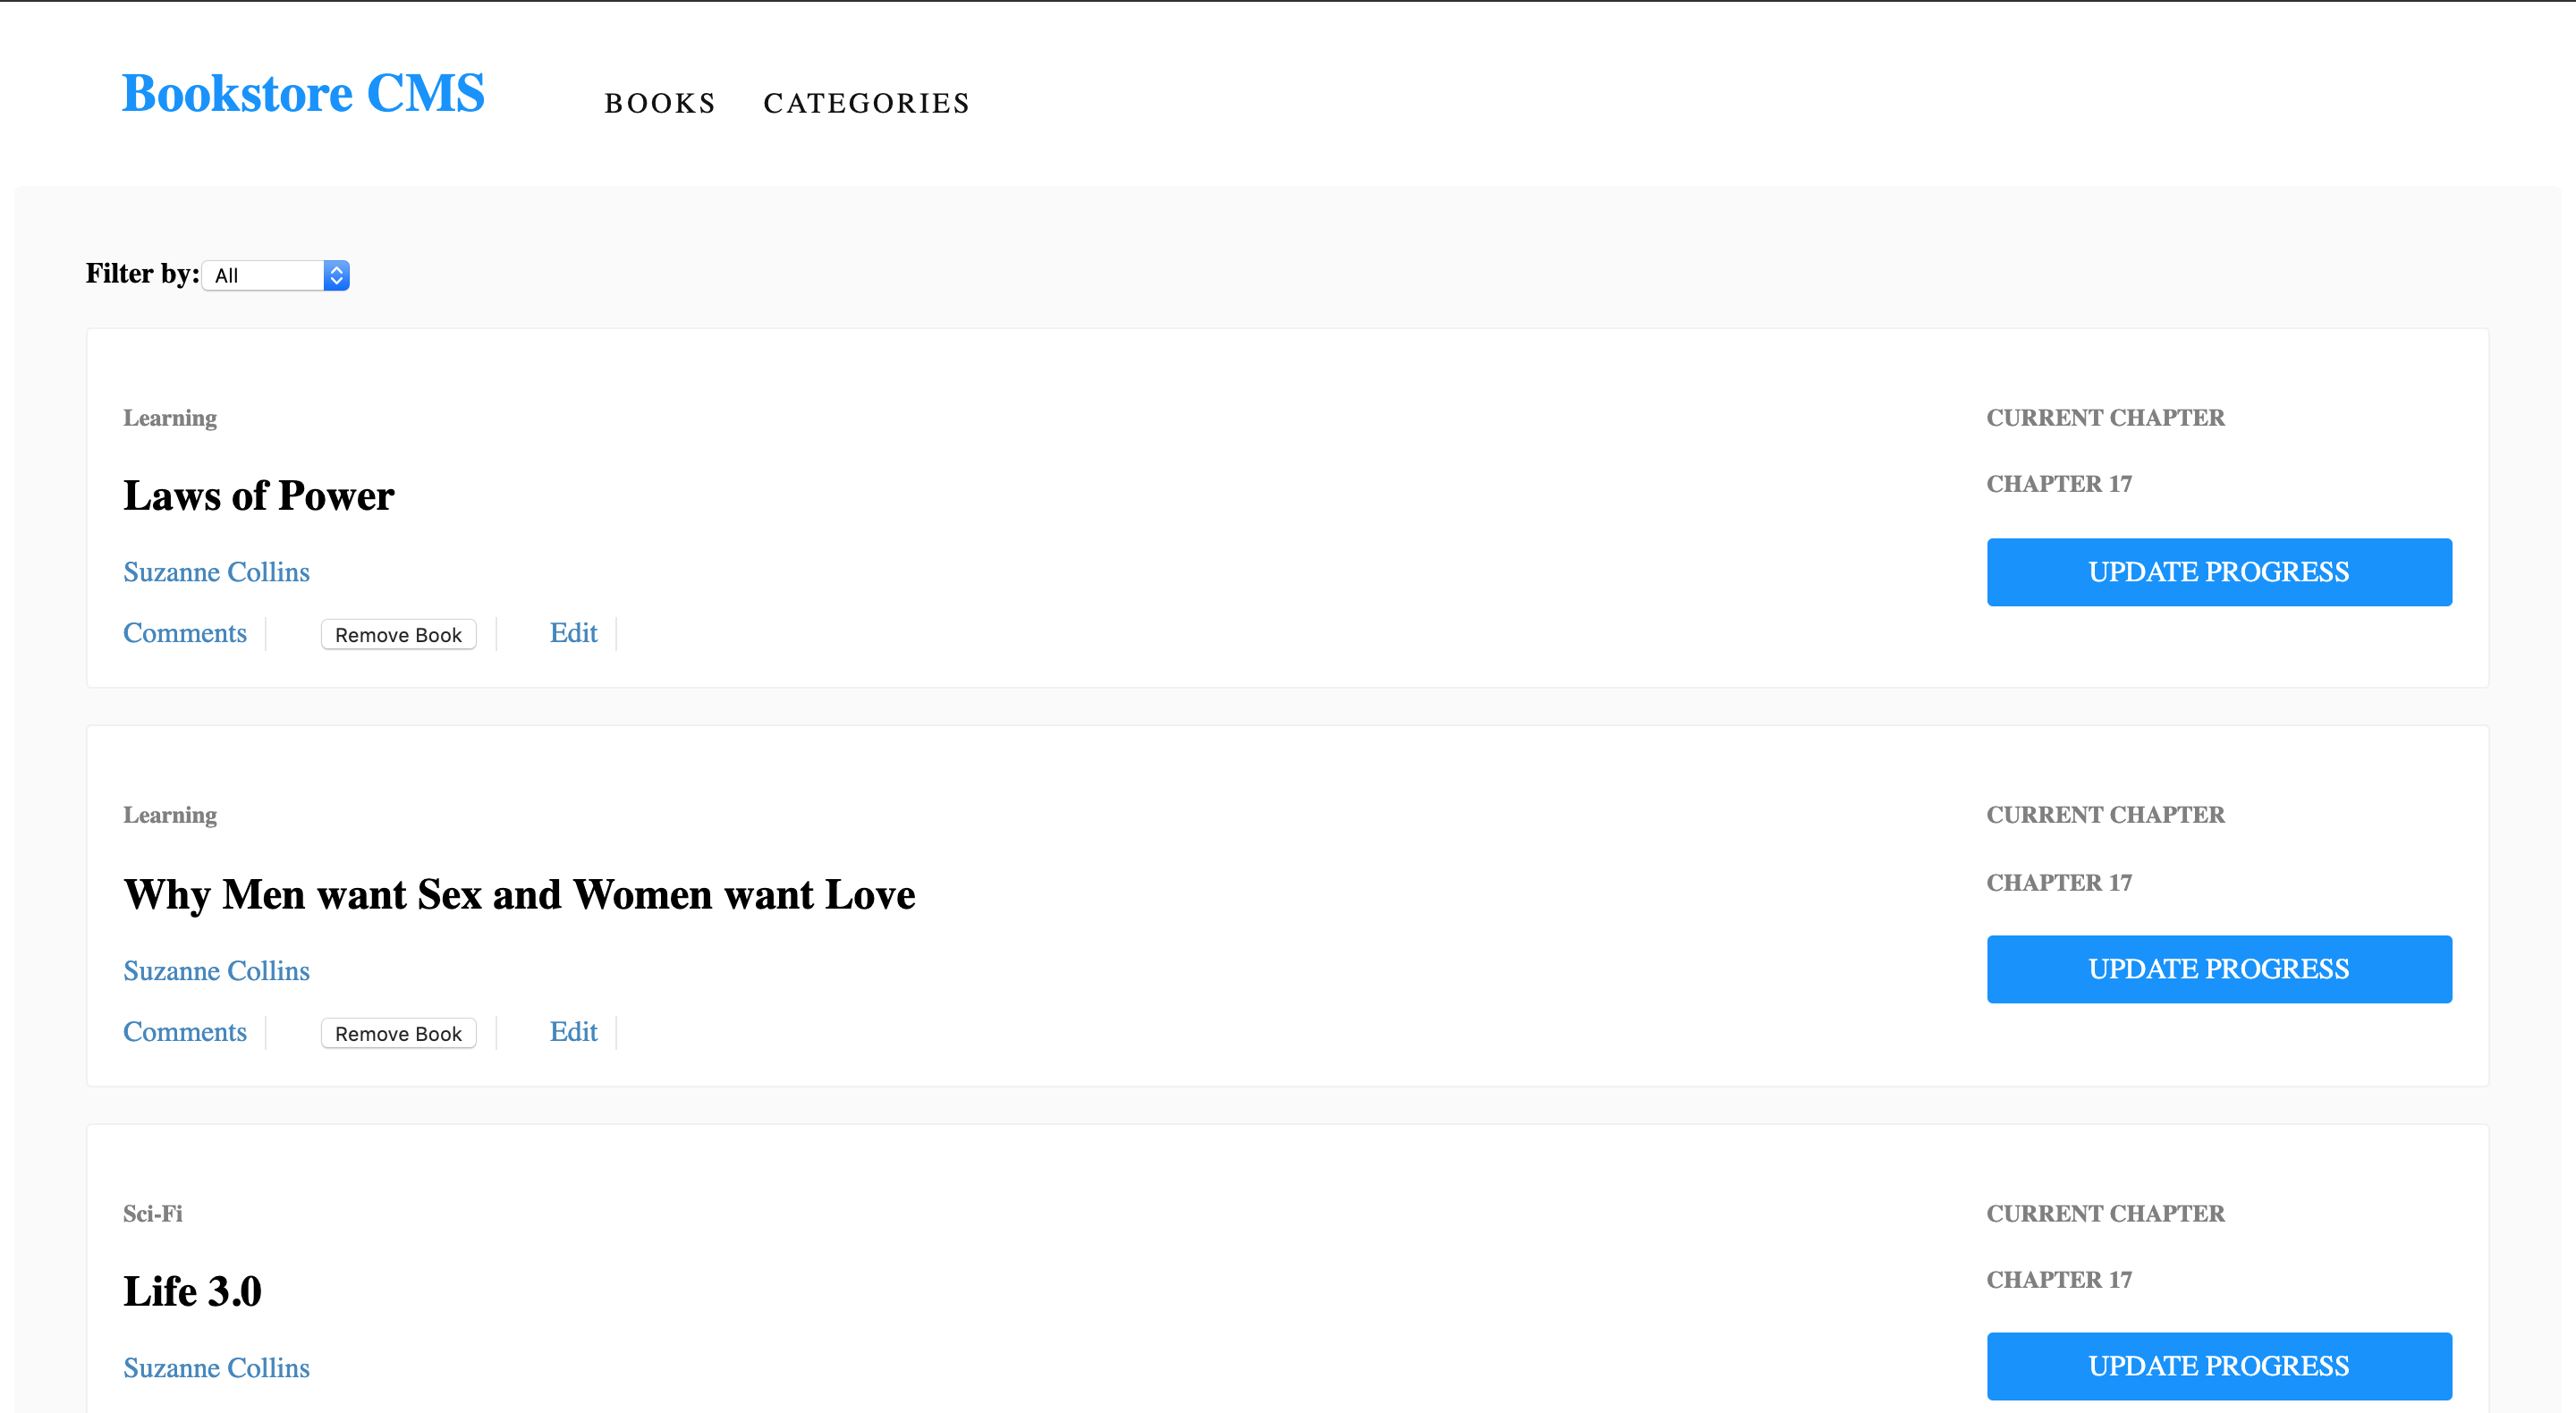 Bookstore CMS
BOOKS CATEGORIES
Filter by: All
Learning
Laws of Power
Suzanne Collins
Comments Remove Book Edit
CURRENT CHAPTER
CHAPTER 17
UPDATE PROGRESS
Learning
Why Men want Sex and Women want Love
Suzanne Collins
Comments Remove Book Edit
CURRENT CHAPTER
CHAPTER 17
UPDATE PROGRESS
Sci-Fi
Life 3.0
Suzanne Collins
CURRENT CHAPTER
CHAPTER 17
UPDATE PROGRESS